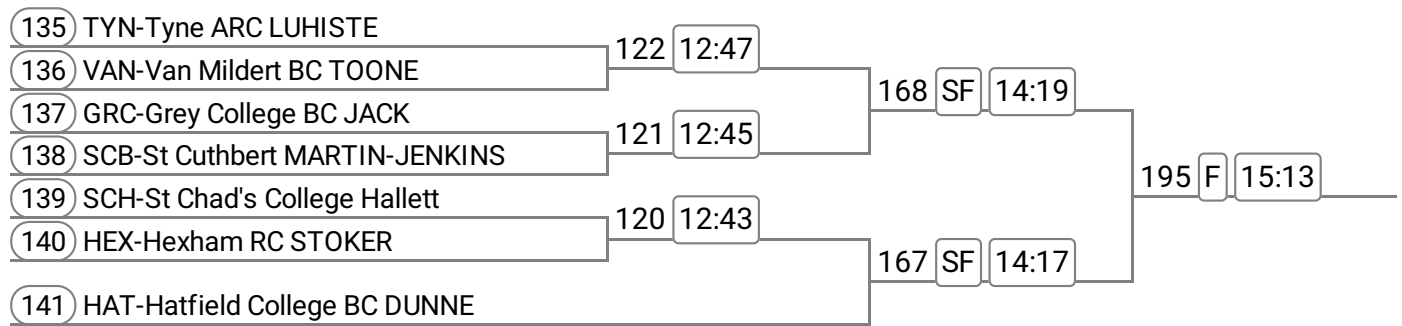 135 TYN-Tyne ARC LUHISTE
122 12:47
136 VAN-Van Mildert BC TOONE
168 SF 14:19
137 GRC-Grey College BC JACK
121 12:45
138 SCB-St Cuthbert MARTIN-JENKINS
195 F 15:13
139 SCH-St Chad's College Hallett
120 12:43
140 HEX-Hexham RC STOKER
167 SF 14:17
141 HAT-Hatfield College BC DUNNE